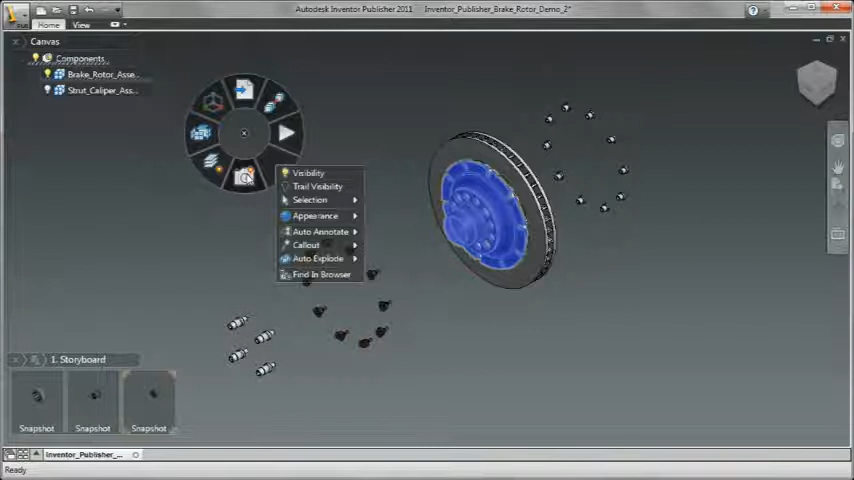 Autodesk Inventor Publisher 2011 Inventor_Publisher_Brake_Rotor_Demo_2*
Home View
Canvas
Components
Brake_Rotor_Asse...
Strut_Caliper_Ass...
Visibility
Trail Visibility
Selection
Appearance
Auto Annotate
Callout
Auto Explode
Find In Browser
1. Storyboard
Snapshot Snapshot Snapshot
Inventor_Publisher_...
Ready